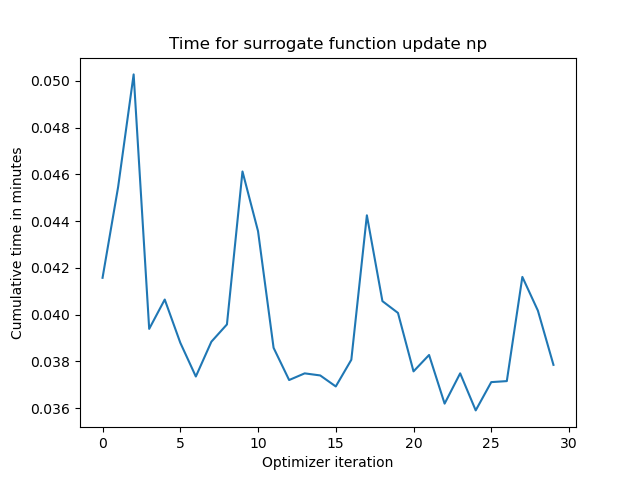 Time for surrogate function update np
0.050
0.048
0.046
0.044
0.042
0.040
0.038
0.036
Cumulative time in minutes
0 5 10 15 20 25 30
Optimizer iteration